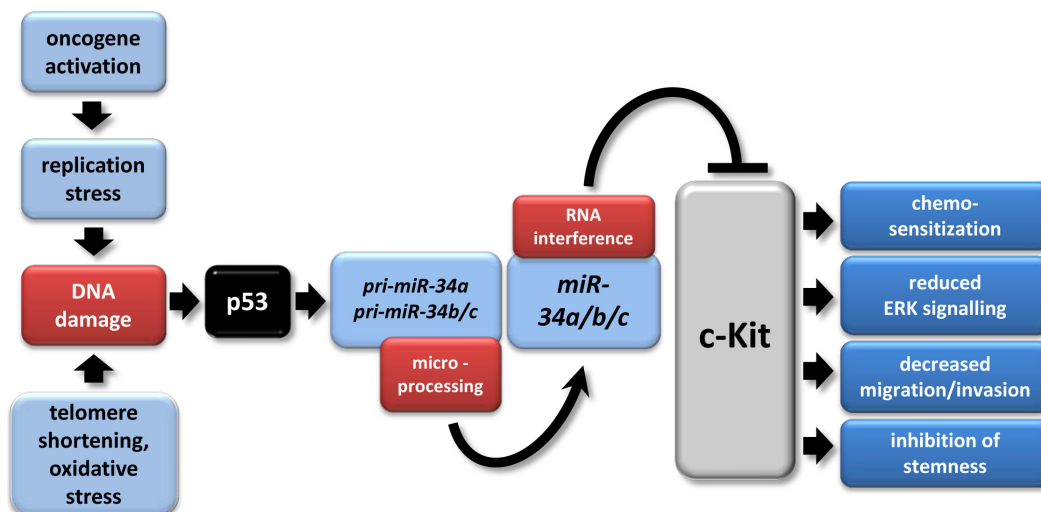 oncogene
activation
replication
stress
DNA
damage
telomere
shortening,
oxidative
stress
p53
pri-miR-34a
pri-miR-34b/c
micro -
processing
RNA
interference
miR-
34a/b/c
c-Kit
chemo-
sensitization
reduced
ERK signalling
decreased
migration/invasion
inhibition of
stemness